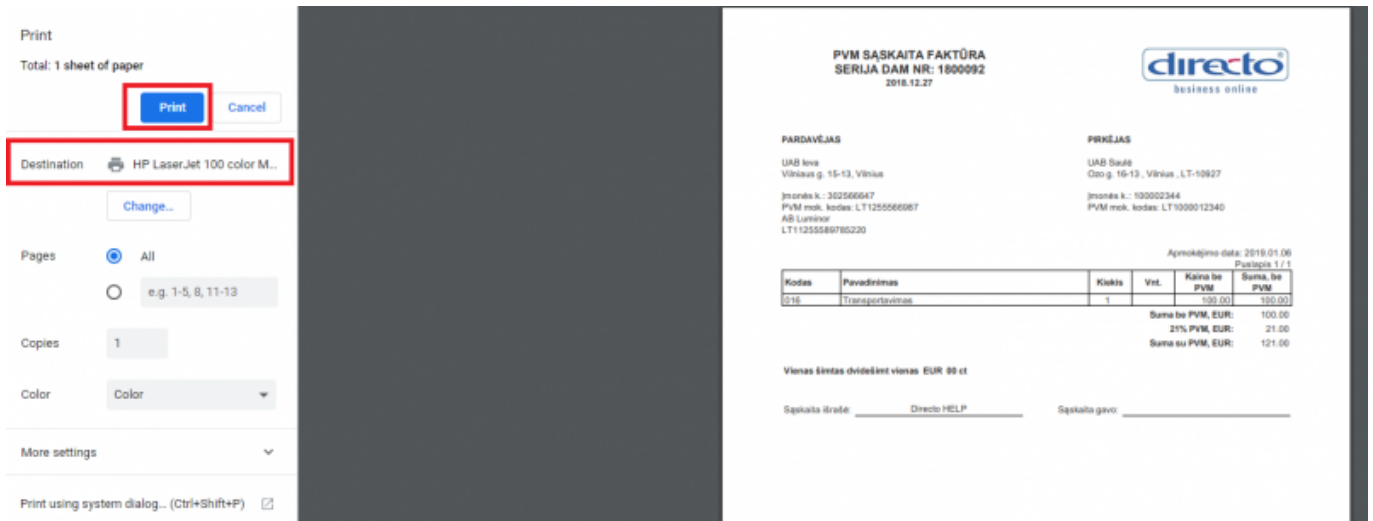 Print
Total: 1 sheet of paper
Print Cancel
Destination HP LaserJet 100 color M...
Change...
Pages All
e.g. 1-5, 8, 11-13
Copies 1
Color Color
More settings
Print using system dialog... (Ctrl+Shift+P)
PVM SĄSKAITA FAKTŪRA
SERIJA DAM NR: 1800092
2018.12.27
directo
business online
PARDAVĖJAS
UAB Ieva
Vilniaus g. 15-13, Vilnius
Įmonės k.: 302566647
PVM mok. kodas: LT1255566987
AB Luminor
LT11255589785220
PIRKĖJAS
UAB Saulė
Ozo g. 16-13 , Vilnius , LT-10927
Įmonės k.: 100002344
PVM mok. kodas: LT1000012340
Apmokėjimo data: 2019.01.06
Puslapis 1 / 1
Kodas Pavadinimas Kiekis Vnt. Kaina be PVM Suma, be PVM
016 Transportavimas 1 100.00 100.00
Suma be PVM, EUR: 100.00
21% PVM, EUR: 21.00
Suma su PVM, EUR: 121.00
Vienas šimtas dvidešimt vienas EUR 00 ct
Sąskaita išrašė: Directo HELP Sąskaita gavo: